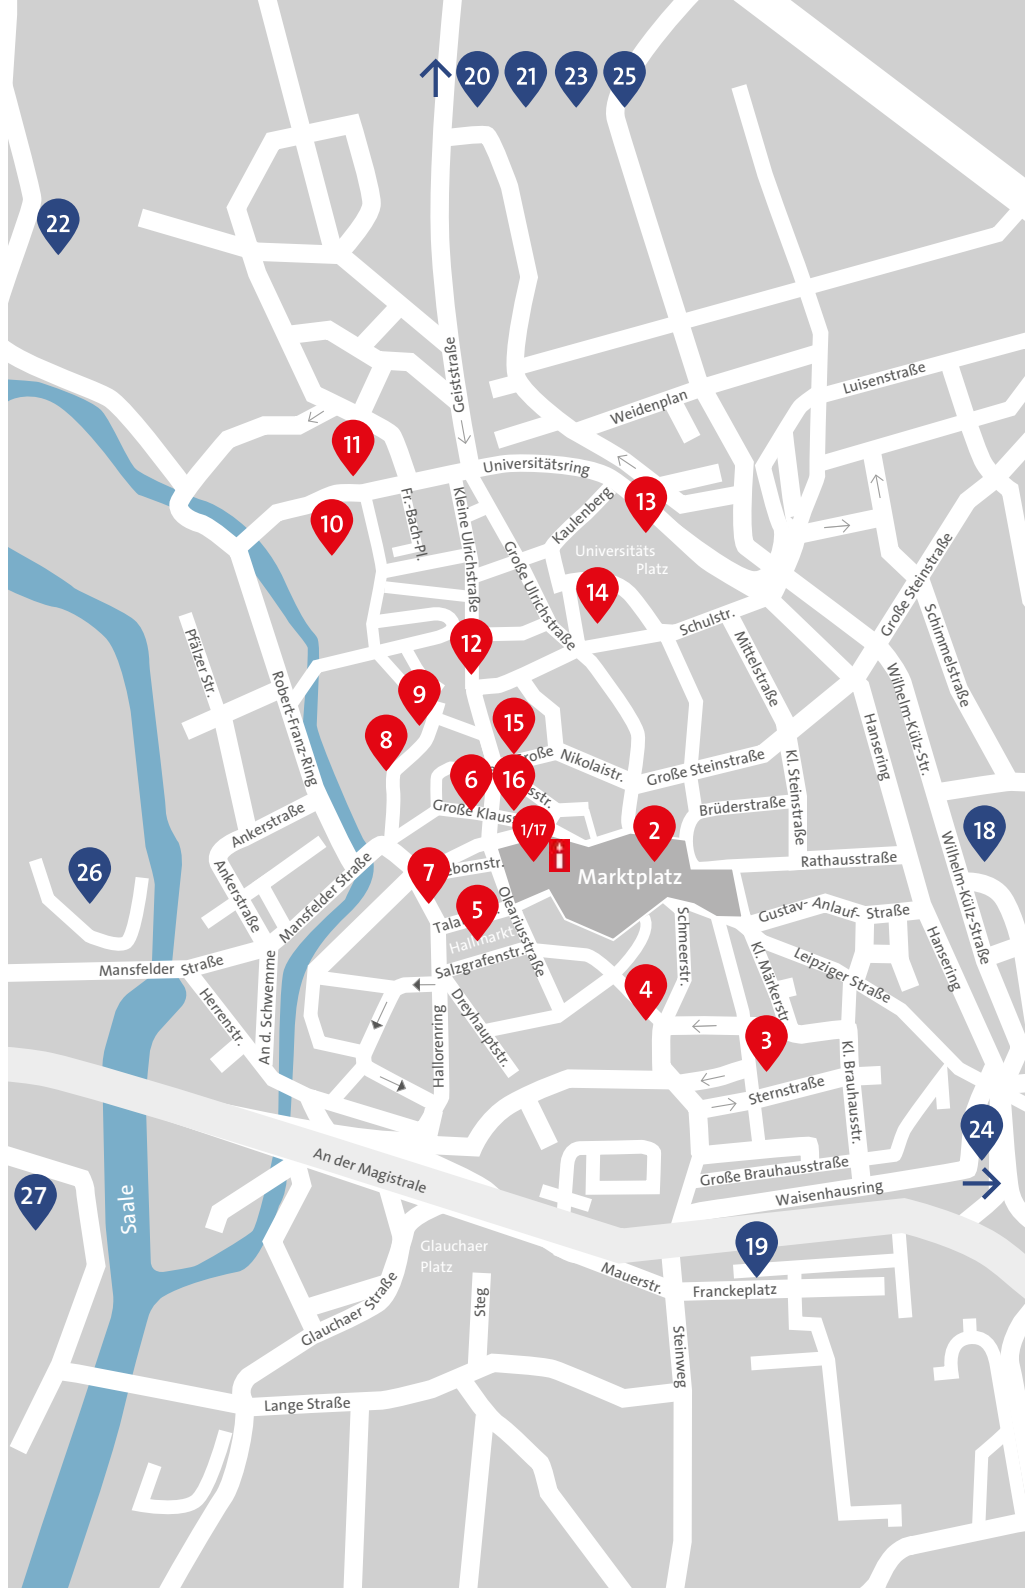 20
21
23
25
22
Geiststraße
Luisenstraße
Weidenplan
11
Universitätsring
13
10
Fr.-Bach-Pl.
Kleine Ulrichstraße
Kaulenberg
Universitäts
Platz
Große Ulrichstraße
14
Große Steinstraße
Schimmelstraße
Schulstr.
Mittelstraße
12
Pfälzer Str.
Robert-Franz-Ring
9
15
8
Wilhelm-Külz-Str.
Hansering
Große
Nikolaistr.
6
16
sstr.
Große Steinstraße
Kl. Steinstraße
Große Klaus
Brüderstraße
Ankerstraße
1/17
2
18
Rathausstraße
Marktplatz
7
ebornstr.
26
Ankerstraße
Mansfelder Straße
5
Tala
Hallmarkt
Oleariusstraße
Schmeerstr.
Gustav- Anlauf- Straße
Wilhelm-Külz-Straße
Hansering
Mansfelder Straße
Salzgrafenstr.
Kl. Märkerstr.
Leipziger Straße
4
Herrenstr.
An d. Schwemme
Hallorenring
Dreyhauptstr.
3
Sternstraße
Kl. Brauhausstr.
24
An der Magistrale
Große Brauhausstraße
Waisenhausring
27
Saale
19
Glauchaer
Platz
Mauerstr.
Franckeplatz
Glauchaer Straße
Steg
Steinweg
Lange Straße